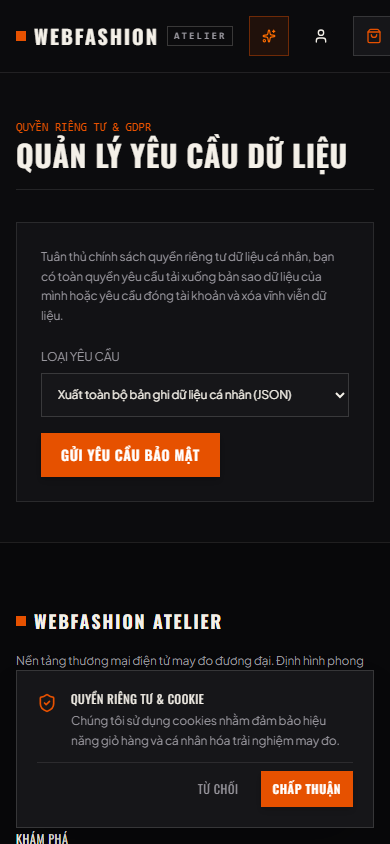 WEBFASHION ATELIER
QUYỀN RIÊNG TƯ & GDPR
QUẢN LÝ YÊU CẦU DỮ LIỆU
Tuân thủ chính sách quyền riêng tư dữ liệu cá nhân, bạn
có toàn quyền yêu cầu tải xuống bản sao dữ liệu của
mình hoặc yêu cầu đóng tài khoản và xóa vĩnh viễn dữ
liệu.
LOẠI YÊU CẦU
Xuất toàn bộ bản ghi dữ liệu cá nhân (JSON)
GỬI YÊU CẦU BẢO MẬT
WEBFASHION ATELIER
Nền tảng thương mại điện tử may đo đương đại. Định hình phong
QUYỀN RIÊNG TƯ & COOKIE
Chúng tôi sử dụng cookies nhằm đảm bảo hiệu
năng giỏ hàng và cá nhân hóa trải nghiệm may đo.
TỪ CHỐI
CHẤP THUẬN
KHÁM PHÁ